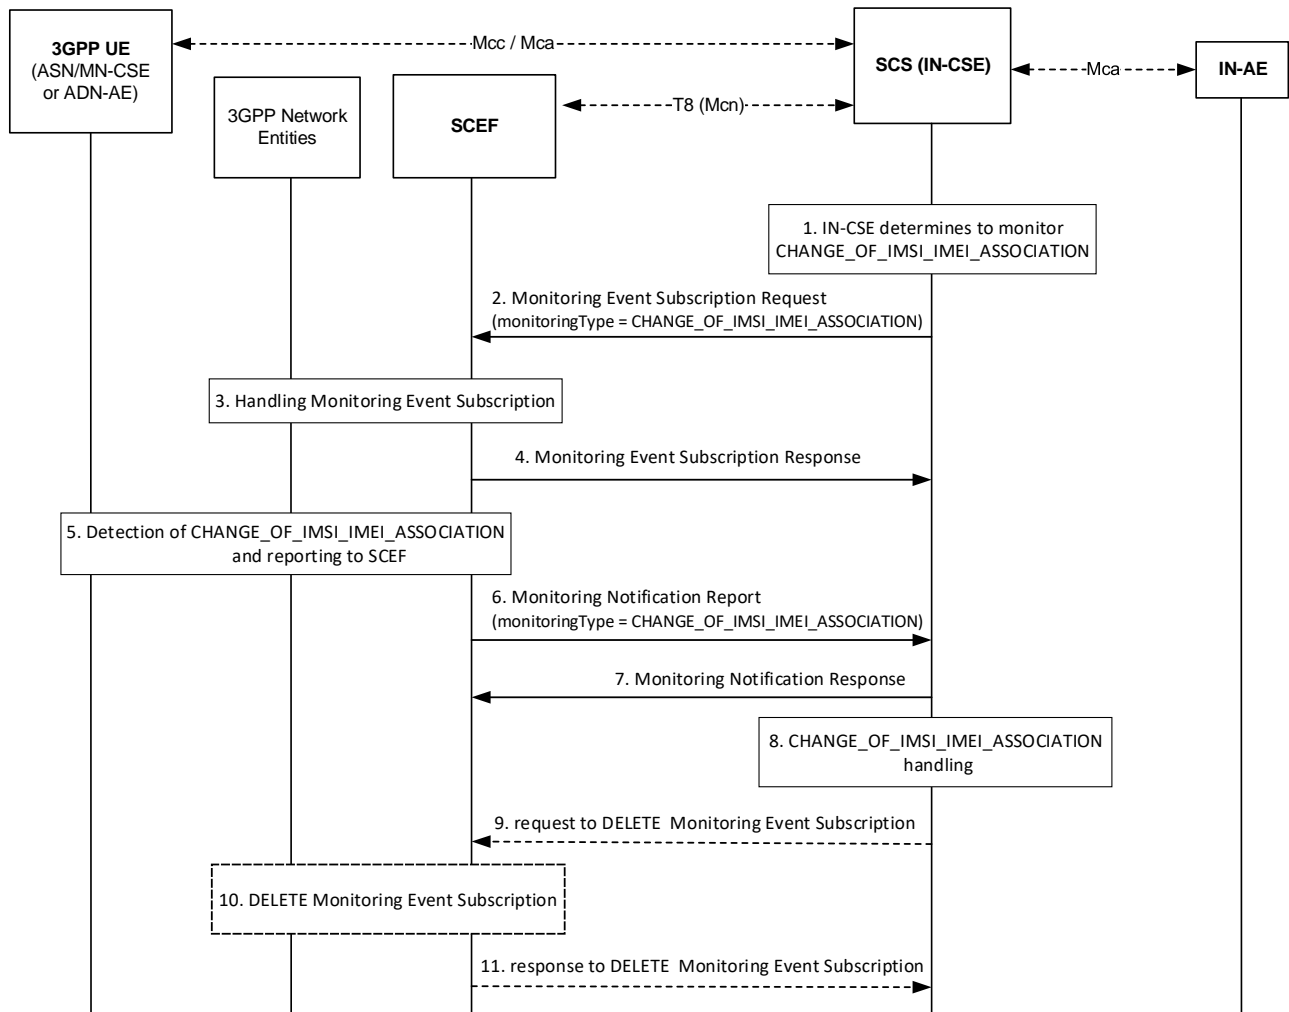 3GPP UE
(ASN/MN-CSE
or ADN-AE)
Mcc / Mca
SCS (IN-CSE)
Mca
IN-AE
3GPP Network
Entities
SCEF
T8 (Mcn)
1. IN-CSE determines to monitor
CHANGE_OF_IMSI_IMEI_ASSOCIATION
2. Monitoring Event Subscription Request
(monitoringType = CHANGE_OF_IMSI_IMEI_ASSOCIATION)
3. Handling Monitoring Event Subscription
4. Monitoring Event Subscription Response
5. Detection of CHANGE_OF_IMSI_IMEI_ASSOCIATION
and reporting to SCEF
6. Monitoring Notification Report
(monitoringType = CHANGE_OF_IMSI_IMEI_ASSOCIATION)
7. Monitoring Notification Response
8. CHANGE_OF_IMSI_IMEI_ASSOCIATION
handling
9. request to DELETE  Monitoring Event Subscription
10. DELETE Monitoring Event Subscription
11. response to DELETE  Monitoring Event Subscription